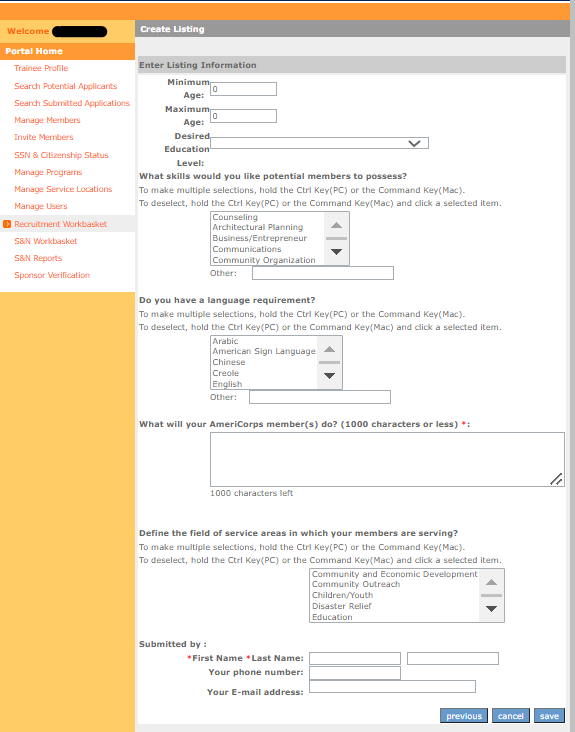 Welcome
Portal Home
Trainee Profile
Search Potential Applicants
Search Submitted Applications
Manage Members
Invite Members
SSN & Citizenship Status
Manage Programs
Manage Service Locations
Manage Users
Recruitment Workbasket
S&N Workbasket
S&N Reports
Sponsor Verification
Create Listing
Enter Listing Information
Minimum
Age:
0
Maximum
Age:
0
Desired
Education
Level:
What skills would you like potential members to possess?
To make multiple selections, hold the Ctrl Key(PC) or the Command Key(Mac).
To deselect, hold the Ctrl Key(PC) or the Command Key(Mac) and click a selected item.
Counseling
Architectural Planning
Business/Entrepreneur
Communications
Community Organization
Other:
Do you have a language requirement?
To make multiple selections, hold the Ctrl Key(PC) or the Command Key(Mac).
To deselect, hold the Ctrl Key(PC) or the Command Key(Mac) and click a selected item.
Arabic
American Sign Language
Chinese
Creole
English
Other:
What will your AmeriCorps member(s) do? (1000 characters or less) *:
1000 characters left
Define the field of service areas in which your members are serving?
To make multiple selections, hold the Ctrl Key(PC) or the Command Key(Mac).
To deselect, hold the Ctrl Key(PC) or the Command Key(Mac) and click a selected item.
Community and Economic Development
Community Outreach
Children/Youth
Disaster Relief
Education
Submitted by :
*First Name *Last Name:
Your phone number:
Your E-mail address:
previous cancel save